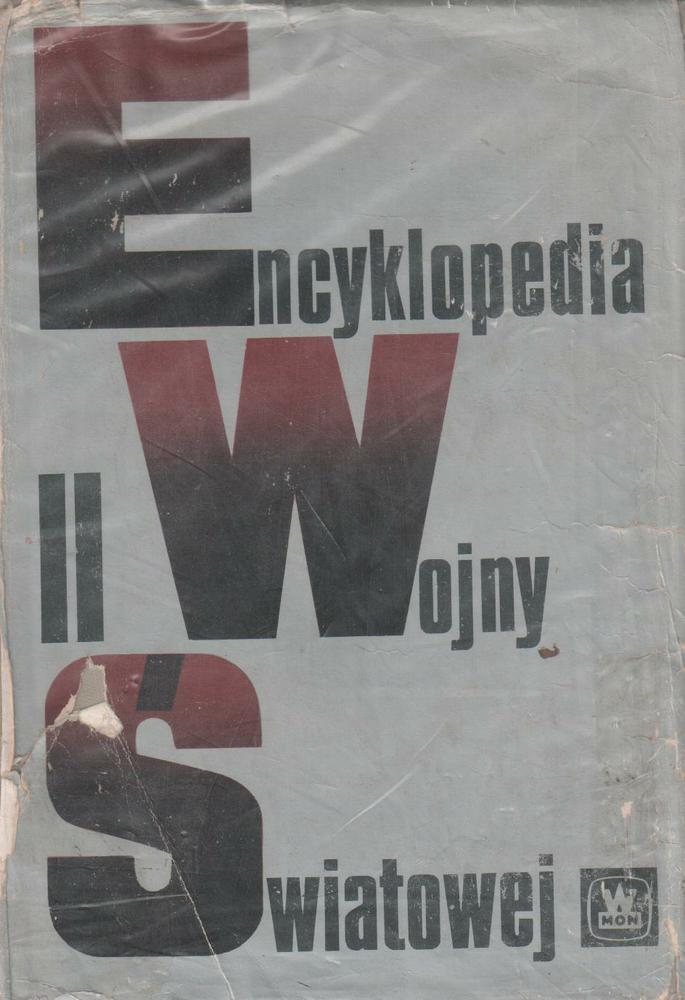 Encyklopedia
II Wojny
Światowej
W
MON